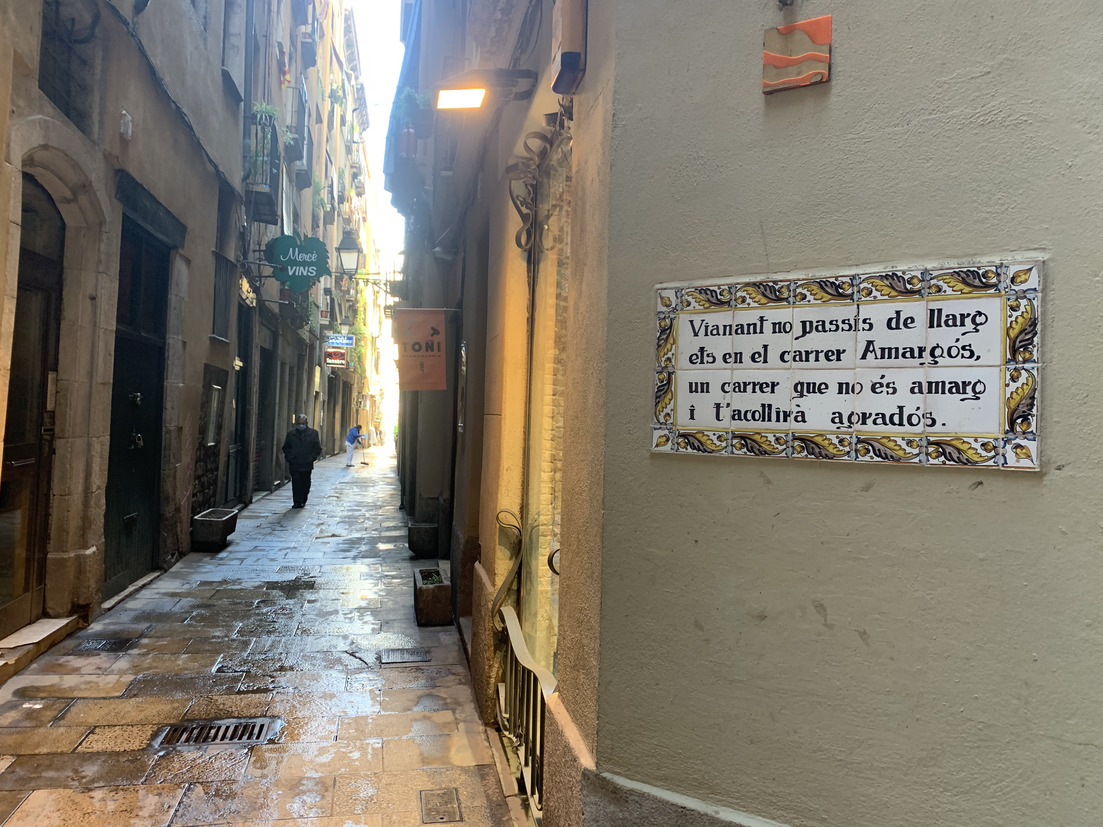 Mercè
VINS
TOÑI
Vianant no passis de llarg
ets en el carrer Amargós,
un carrer que no és amarg
i t'acollirà agradós.